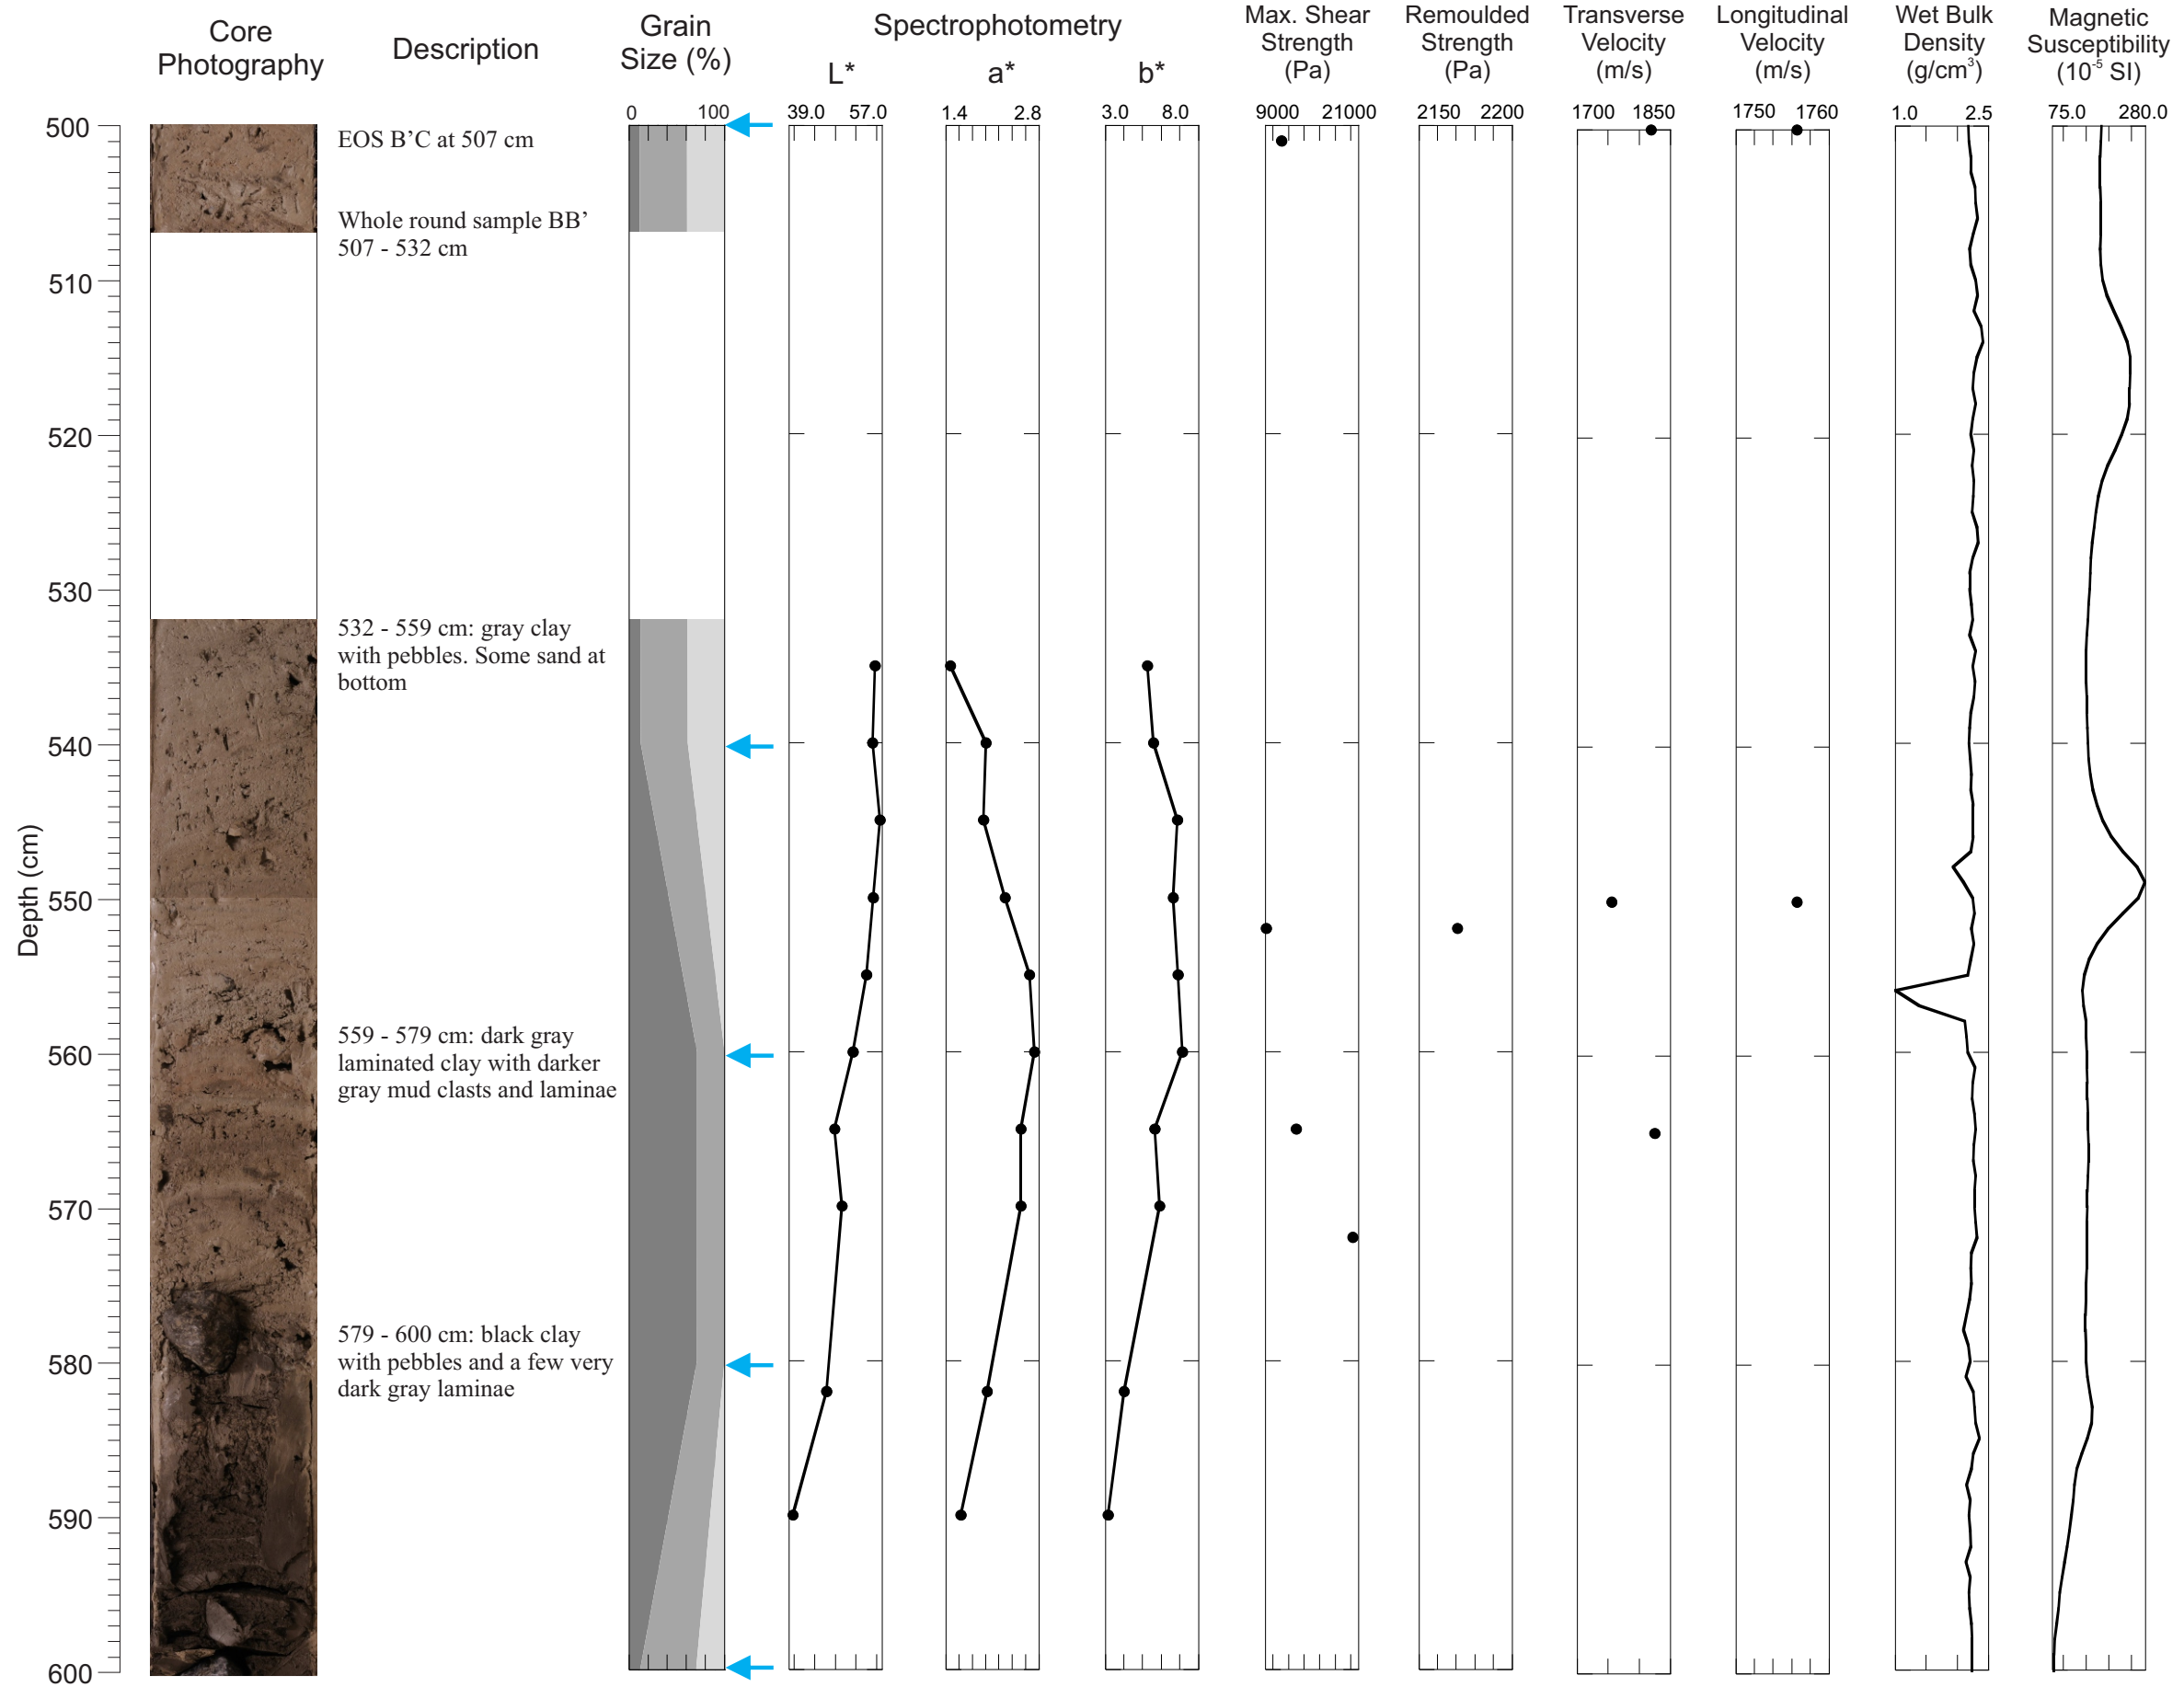 Core
Photography
Description
Grain
Size (%)
Spectrophotometry
L*
a*
b*
Max. Shear
Strength
(Pa)
Remoulded
Strength
(Pa)
Transverse
Velocity
(m/s)
Longitudinal
Velocity
(m/s)
Wet Bulk
Density
(g/cm³)
Magnetic
Susceptibility
(10⁻⁵ SI)
0 100
39.0 57.0
1.4 2.8
3.0 8.0
9000 21000
2150 2200
1700 1850
1750 1760
1.0 2.5
75.0 280.0
Depth (cm)
500
510
520
530
540
550
560
570
580
590
600
EOS B’C at 507 cm
Whole round sample BB’
507 - 532 cm
532 - 559 cm: gray clay
with pebbles. Some sand at
bottom
559 - 579 cm: dark gray
laminated clay with darker
gray mud clasts and laminae
579 - 600 cm: black clay
with pebbles and a few very
dark gray laminae